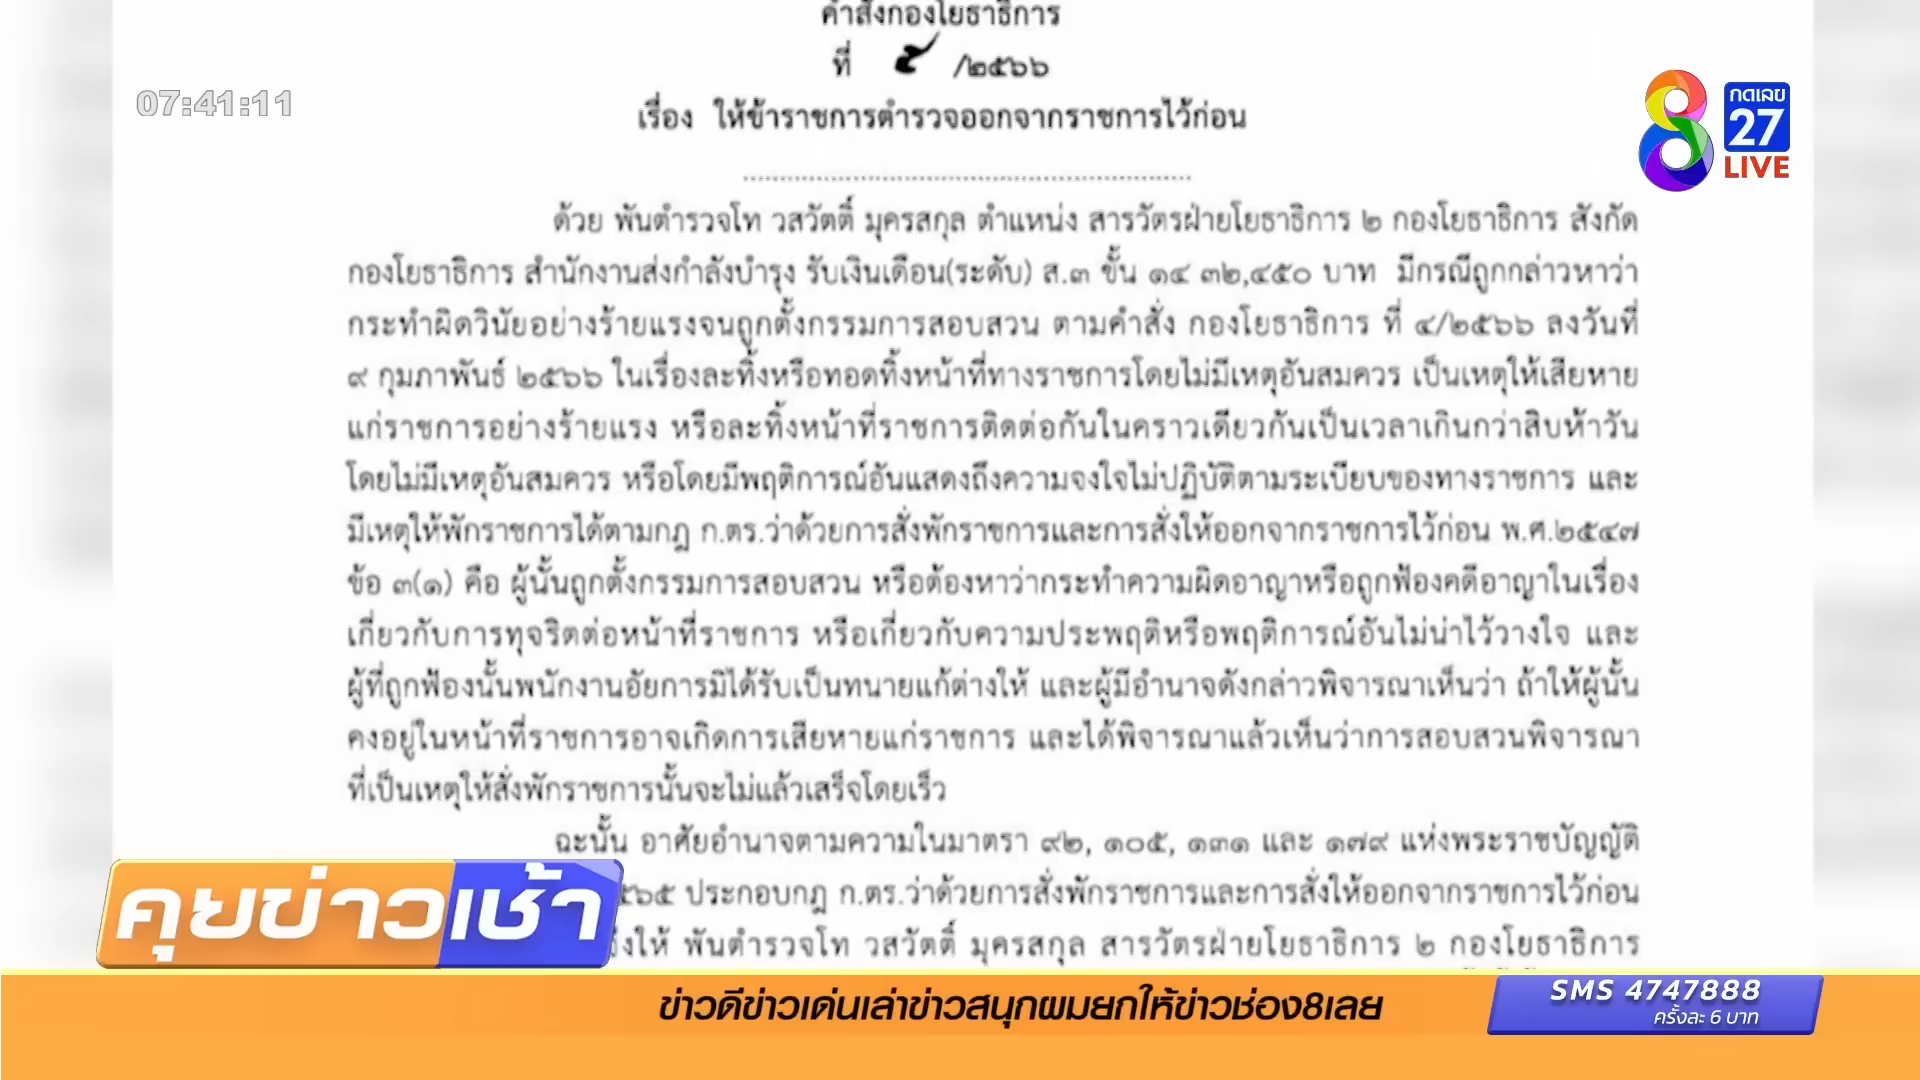 คำสั่งกองโยธาธิการ
ที่ ๕ /๒๕๖๖
07:41:11
กดเลข
27
LIVE
เรื่อง ให้ข้าราชการตำรวจออกจากราชการไว้ก่อน
ด้วย พันตำรวจโท วสวัตติ์ มุครสกุล ตำแหน่ง สารวัตรฝ่ายโยธาธิการ ๒ กองโยธาธิการ สังกัด
กองโยธาธิการ สำนักงานส่งกำลังบำรุง รับเงินเดือน(ระดับ) ส.๓ ขั้น ๑๔ ๓๒,๔๕๐ บาท มีกรณีถูกกล่าวหาว่า
กระทำผิดวินัยอย่างร้ายแรงจนถูกตั้งกรรมการสอบสวน ตามคำสั่ง กองโยธาธิการ ที่ ๔/๒๕๖๖ ลงวันที่
๙ กุมภาพันธ์ ๒๕๖๖ ในเรื่องละทิ้งหรือทอดทิ้งหน้าที่ทางราชการโดยไม่มีเหตุอันสมควร เป็นเหตุให้เสียหาย
แก่ราชการอย่างร้ายแรง หรือละทิ้งหน้าที่ราชการติดต่อกันในคราวเดียวกันเป็นเวลาเกินกว่าสิบห้าวัน
โดยไม่มีเหตุอันสมควร หรือโดยมีพฤติการณ์อันแสดงถึงความจงใจไม่ปฏิบัติตามระเบียบของทางราชการ และ
มีเหตุให้พักราชการได้ตามกฎ ก.ตร.ว่าด้วยการสั่งพักราชการและการสั่งให้ออกจากราชการไว้ก่อน พ.ศ.๒๕๔๗
ข้อ ๓(๑) คือ ผู้นั้นถูกตั้งกรรมการสอบสวน หรือต้องหาว่ากระทำความผิดอาญาหรือถูกฟ้องคดีอาญาในเรื่อง
เกี่ยวกับการทุจริตต่อหน้าที่ราชการ หรือเกี่ยวกับความประพฤติหรือพฤติการณ์อันไม่น่าไว้วางใจ และ
ผู้ที่ถูกฟ้องนั้นพนักงานอัยการมิได้รับเป็นทนายแก้ต่างให้ และผู้มีอำนาจดังกล่าวพิจารณาเห็นว่า ถ้าให้ผู้นั้น
คงอยู่ในหน้าที่ราชการอาจเกิดการเสียหายแก่ราชการ และได้พิจารณาแล้วเห็นว่าการสอบสวนพิจารณา
ที่เป็นเหตุให้สั่งพักราชการนั้นจะไม่แล้วเสร็จโดยเร็ว
ฉะนั้น อาศัยอำนาจตามความในมาตรา ๙๒, ๑๐๕, ๑๓๑ และ ๑๗๙ แห่งพระราชบัญญัติ
๕๖๕ ประกอบกฎ ก.ตร.ว่าด้วยการสั่งพักราชการและการสั่งให้ออกจากราชการไว้ก่อน
ให้ พันตำรวจโท วสวัตติ์ มุครสกุล สารวัตรฝ่ายโยธาธิการ ๒ กองโยธาธิการ
คุยข่าวเช้า
ข่าวดีข่าวเด่นเล่าข่าวสนุกผมยกให้ข่าวช่อง8เลย
SMS 4747888
ครั้งละ 6 บาท